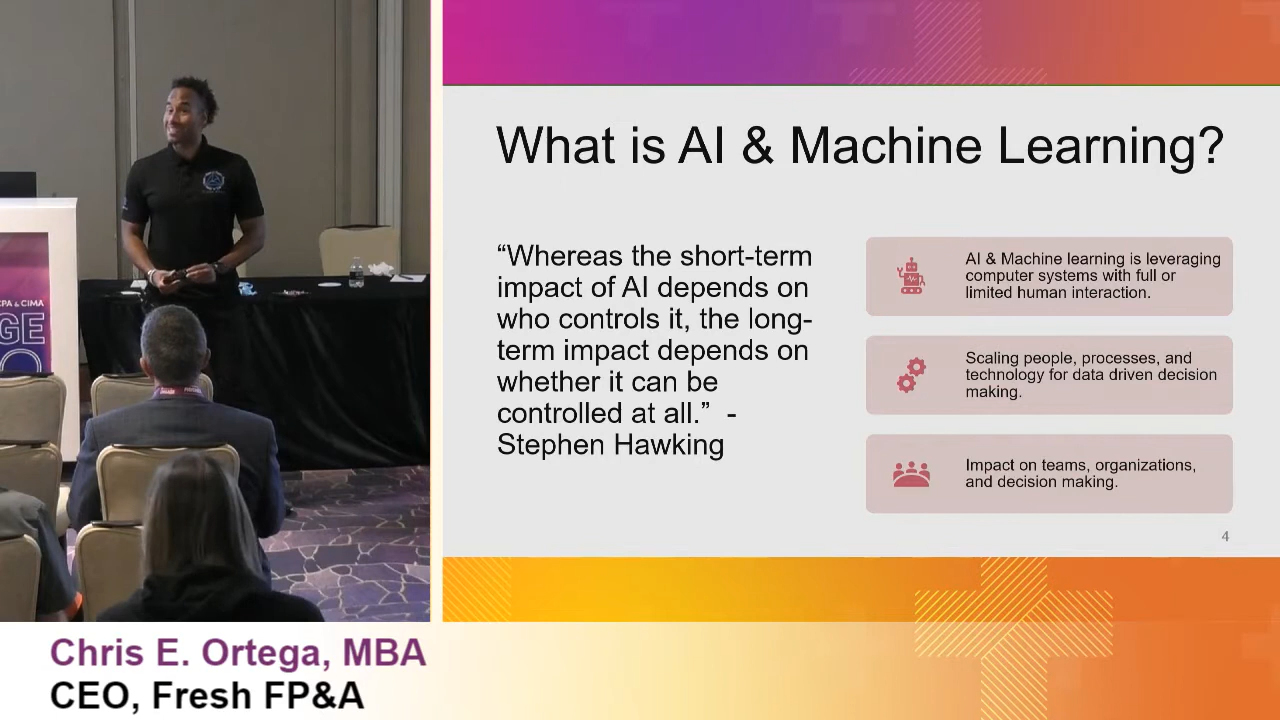 What is AI & Machine Learning?
“Whereas the short-term
impact of AI depends on
who controls it, the long-
term impact depends on
whether it can be
controlled at all.” -
Stephen Hawking
AI & Machine learning is leveraging
computer systems with full or
limited human interaction.
Scaling people, processes, and
technology for data driven decision
making.
Impact on teams, organizations,
and decision making.
4
CPA & CIMA
GE
Chris E. Ortega, MBA
CEO, Fresh FP&A